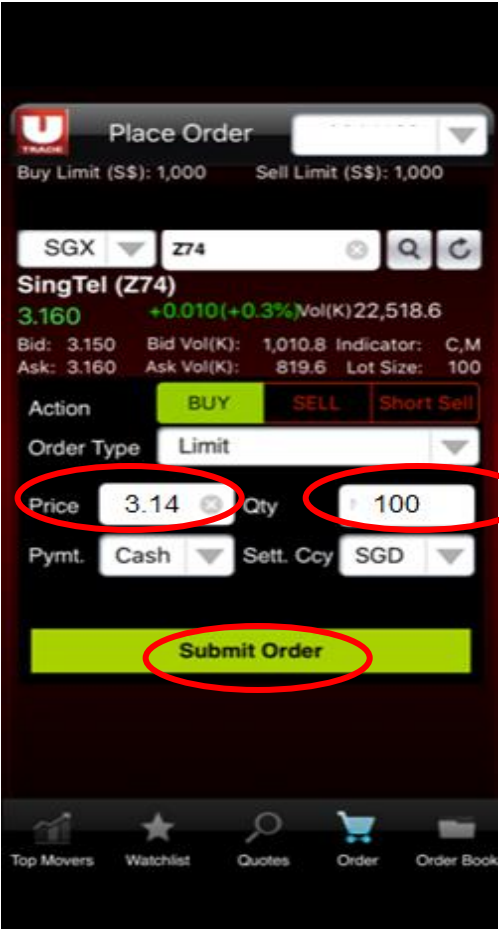 U
TRADE
Place Order
Buy Limit (S$): 1,000 Sell Limit (S$): 1,000
SGX Z74
SingTel (Z74)
3.160 +0.010(+0.3%) Vol(K) 22,518.6
Bid: 3.150 Bid Vol(K): 1,010.8 Indicator: C,M
Ask: 3.160 Ask Vol(K): 819.6 Lot Size: 100
Action BUY SELL Short Sell
Order Type Limit
Price 3.14 Qty 100
Pymt. Cash Sett. Ccy SGD
Submit Order
Top Movers Watchlist Quotes Order Order Book